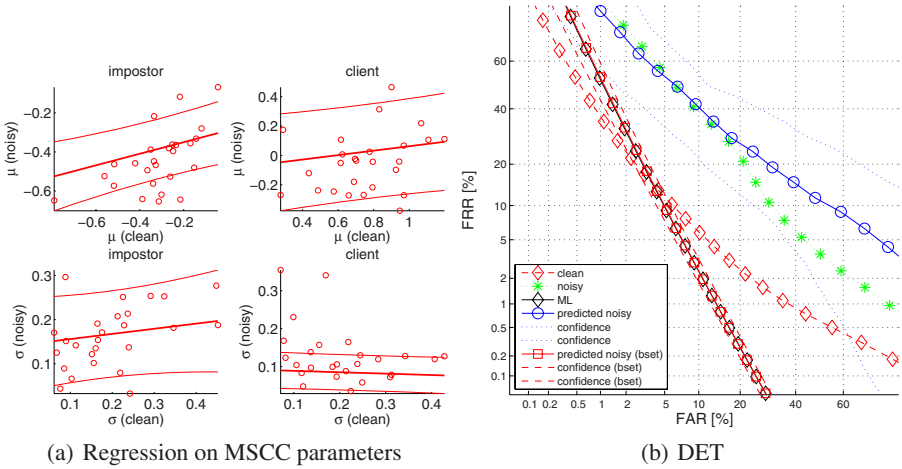 impostor
client
μ (noisy)
−0.2
−0.4
−0.6
−0.6
−0.4
−0.2
μ (clean)
μ (noisy)
0.4
0.2
0
−0.2
0.4
0.6
0.8
1
μ (clean)
impostor
client
σ (noisy)
0.3
0.2
0.1
0.1
0.2
0.3
0.4
σ (clean)
σ (noisy)
0.3
0.2
0.1
0.1
0.2
0.3
0.4
σ (clean)
(a) Regression on MSCC parameters
FRR [%]
60
40
20
10
5
2
1
0.5
0.2
0.1
clean
noisy
ML
predicted noisy
confidence
confidence
predicted noisy (bset)
confidence (bset)
confidence (bset)
0.1 0.2 0.5 1 2 5 10 20 40 60
FAR [%]
(b) DET